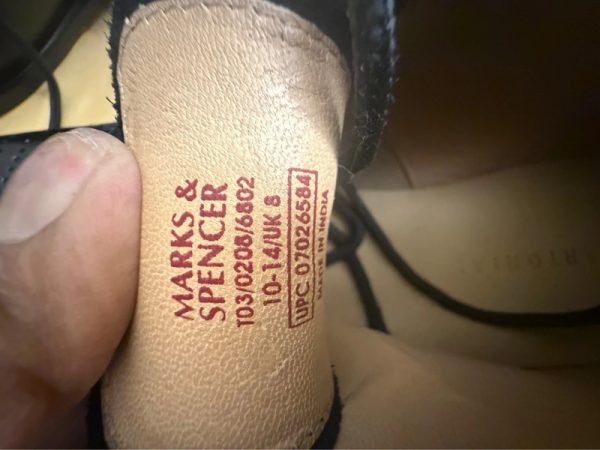 MARKS &
SPENCER
T03/0208/6802
10-14/UK 8
UPC 07026584
MADE IN INDIA